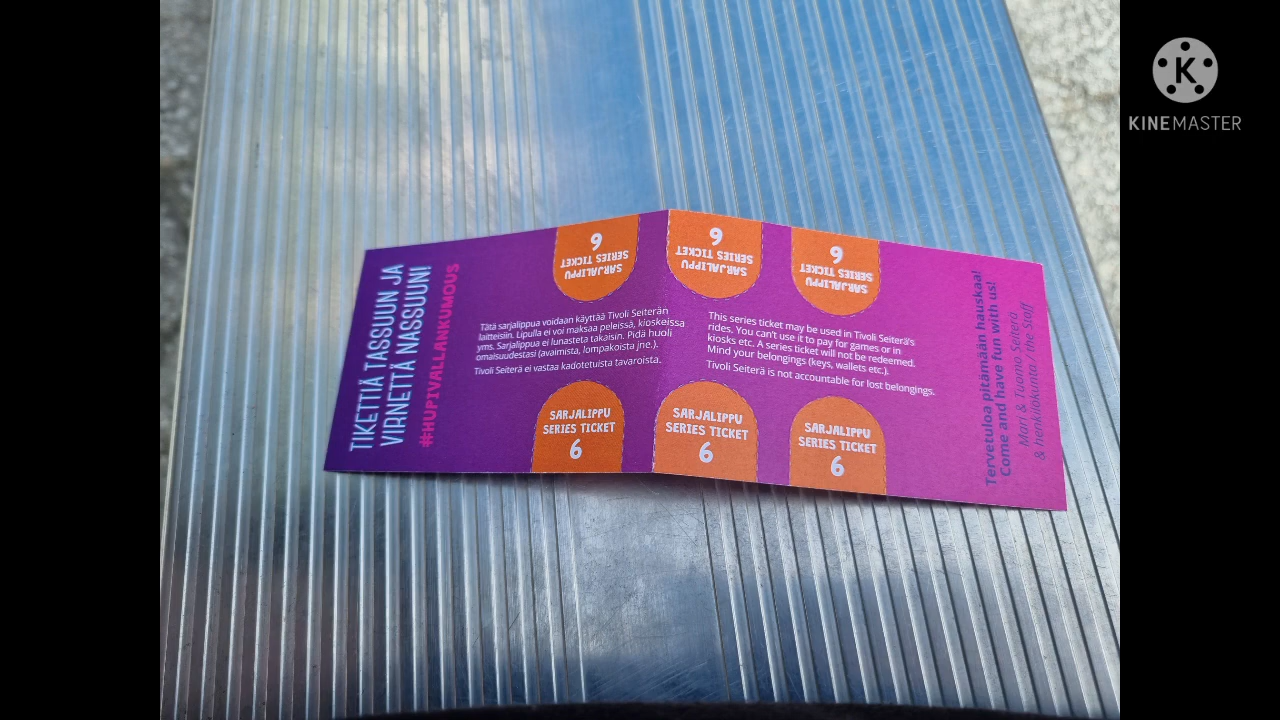 TIKETTIÄ TASSUUN JA
VIRNETTÄ NASSUUN!
#HUPIVALLANKUMOUS
SARJALIPPU
SERIES TICKET
6
SARJALIPPU
SERIES TICKET
6
SARJALIPPU
SERIES TICKET
6
Tätä sarjalippua voidaan käyttää Tivoli Seiterän
laitteisiin. Lipulla ei voi maksaa peleissä, kioskeissa
yms. Sarjalippua ei lunasteta takaisin. Pidä huoli
omaisuudestasi (avaimista, lompakoista jne.).
Tivoli Seiterä ei vastaa kadotetuista tavaroista.
This series ticket may be used in Tivoli Seiterä's
rides. You can't use it to pay for games or in
kiosks etc. A series ticket will not be redeemed.
Mind your belongings (keys, wallets etc.).
Tivoli Seiterä is not accountable for lost belongings.
SARJALIPPU
SERIES TICKET
6
SARJALIPPU
SERIES TICKET
6
SARJALIPPU
SERIES TICKET
6
Tervetuloa pitämään hauskaa!
Come and have fun with us!
Mari & Tuomo Seiterä
& henkilökunta / the Staff
K
KINEMASTER